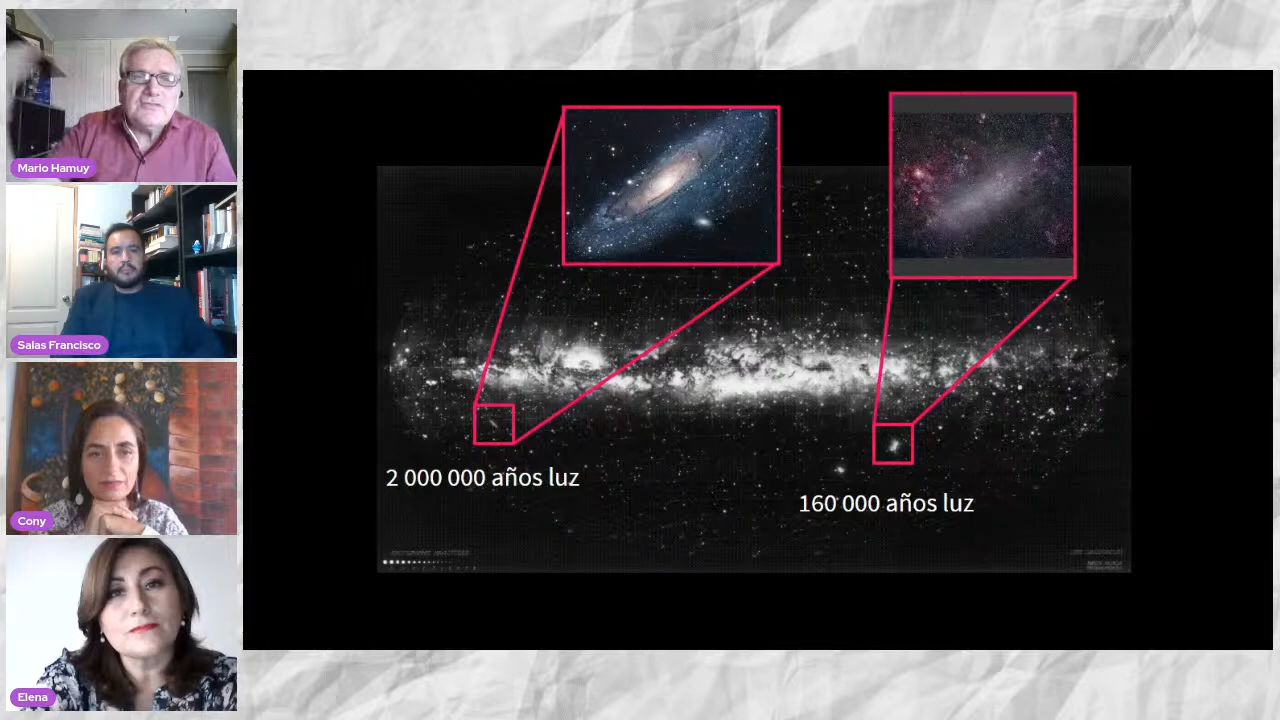 Mario Hamuy
Salas Francisco
Cony
Elena
2 000 000 años luz
160 000 años luz